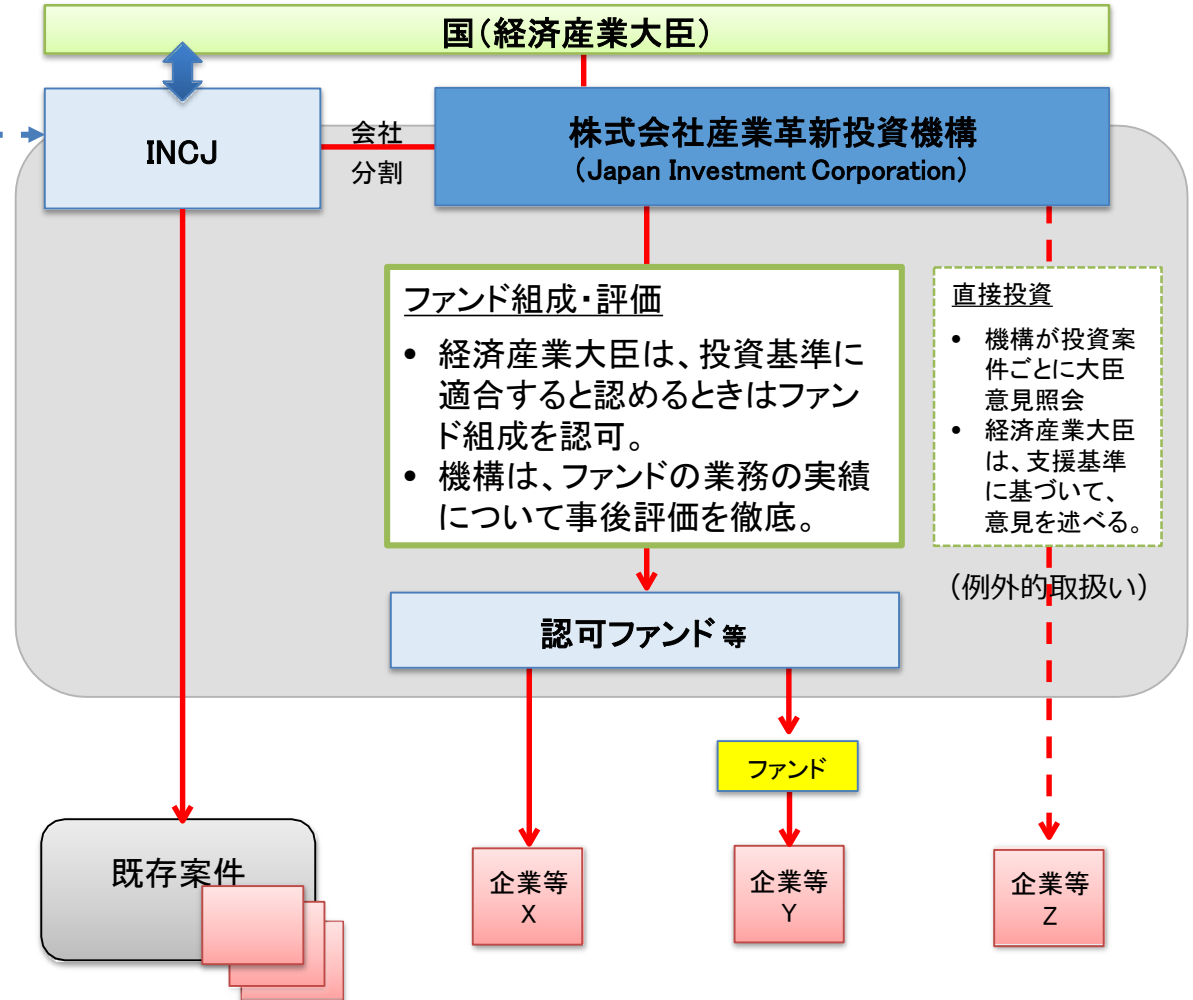 国（経済産業大臣）
INCJ
会社
分割
株式会社産業革新投資機構
（Japan Investment Corporation）
ファンド組成・評価
• 経済産業大臣は、投資基準に
適合すると認めるときはファン
ド組成を認可。
• 機構は、ファンドの業務の実績
について事後評価を徹底。
直接投資
• 機構が投資案
件ごとに大臣
意見照会
• 経済産業大臣
は、支援基準
に基づいて、
意見を述べる。
（例外的取扱い）
認可ファンド 等
ファンド
既存案件
企業等
X
企業等
Y
企業等
Z